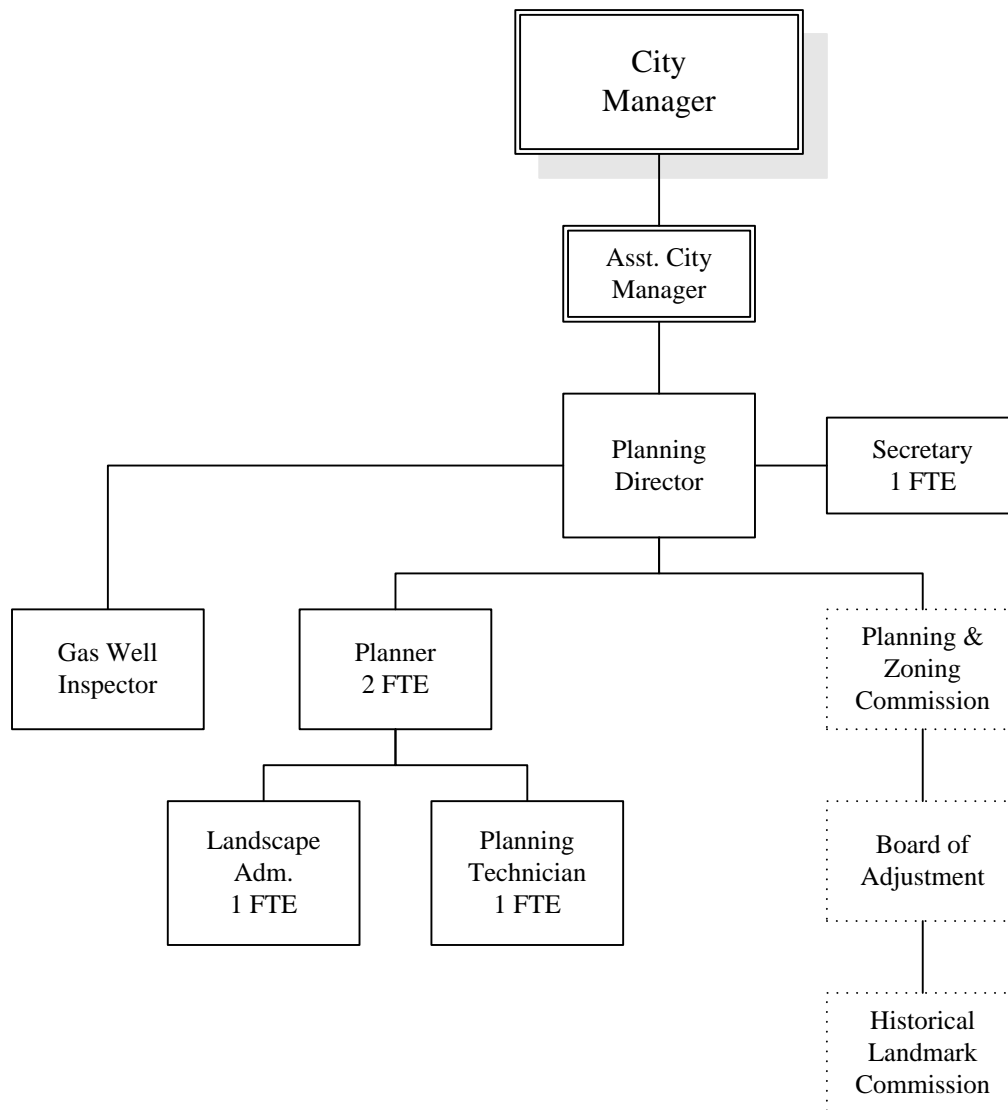 City
Manager
Asst. City
Manager
Planning
Director
Secretary
1 FTE
Gas Well
Inspector
Planner
2 FTE
Planning &
Zoning
Commission
Landscape
Adm.
1 FTE
Planning
Technician
1 FTE
Board of
Adjustment
Historical
Landmark
Commission